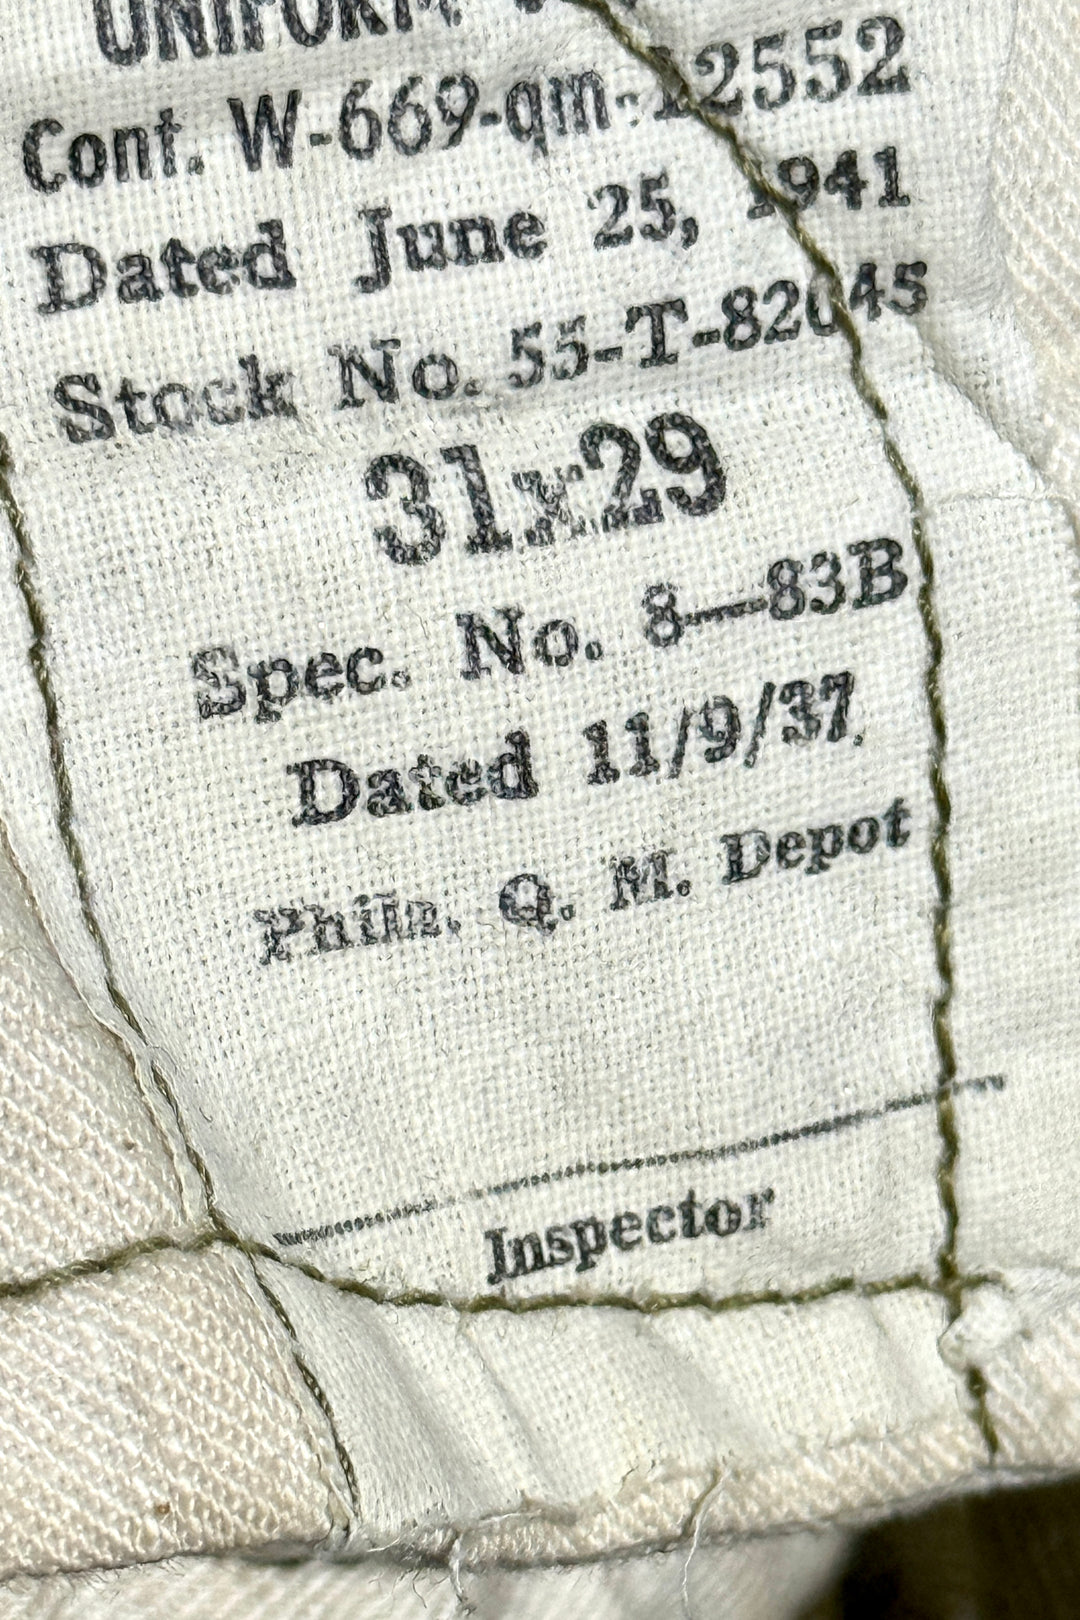 UNIFORM
Cont. W-669-qm-12552
Dated June 25, 1941
Stock No. 55-T-82045
31x29
Spec. No. 8—83B
Dated 11/9/37.
Phila. Q. M. Depot
Inspector